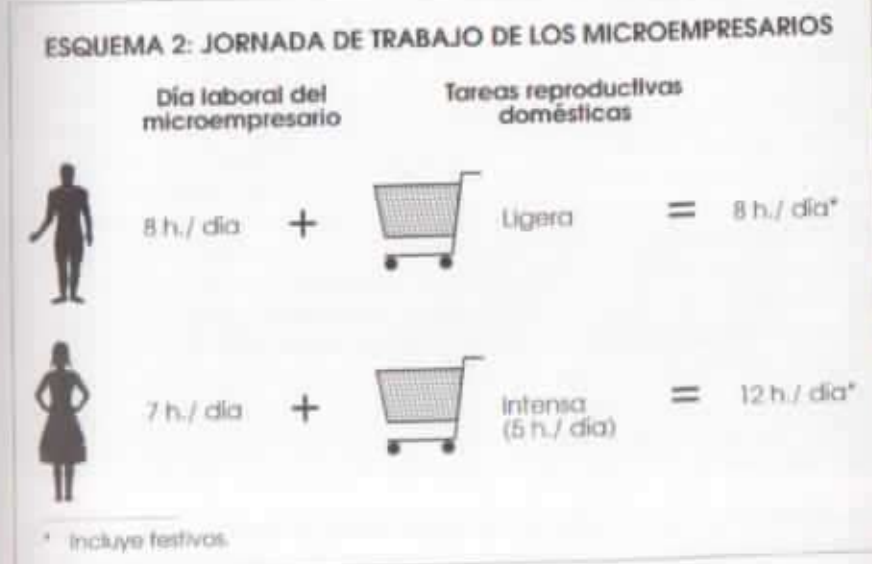 ESQUEMA 2: JORNADA DE TRABAJO DE LOS MICROEMPRESARIOS
Día laboral del
microempresario
Tareas reproductivas
domésticas
8 h./ día + Ligera = 8 h./ día*
7 h./ día + Intensa
(5 h./ día) = 12 h./ día*
* Incluye festivos.